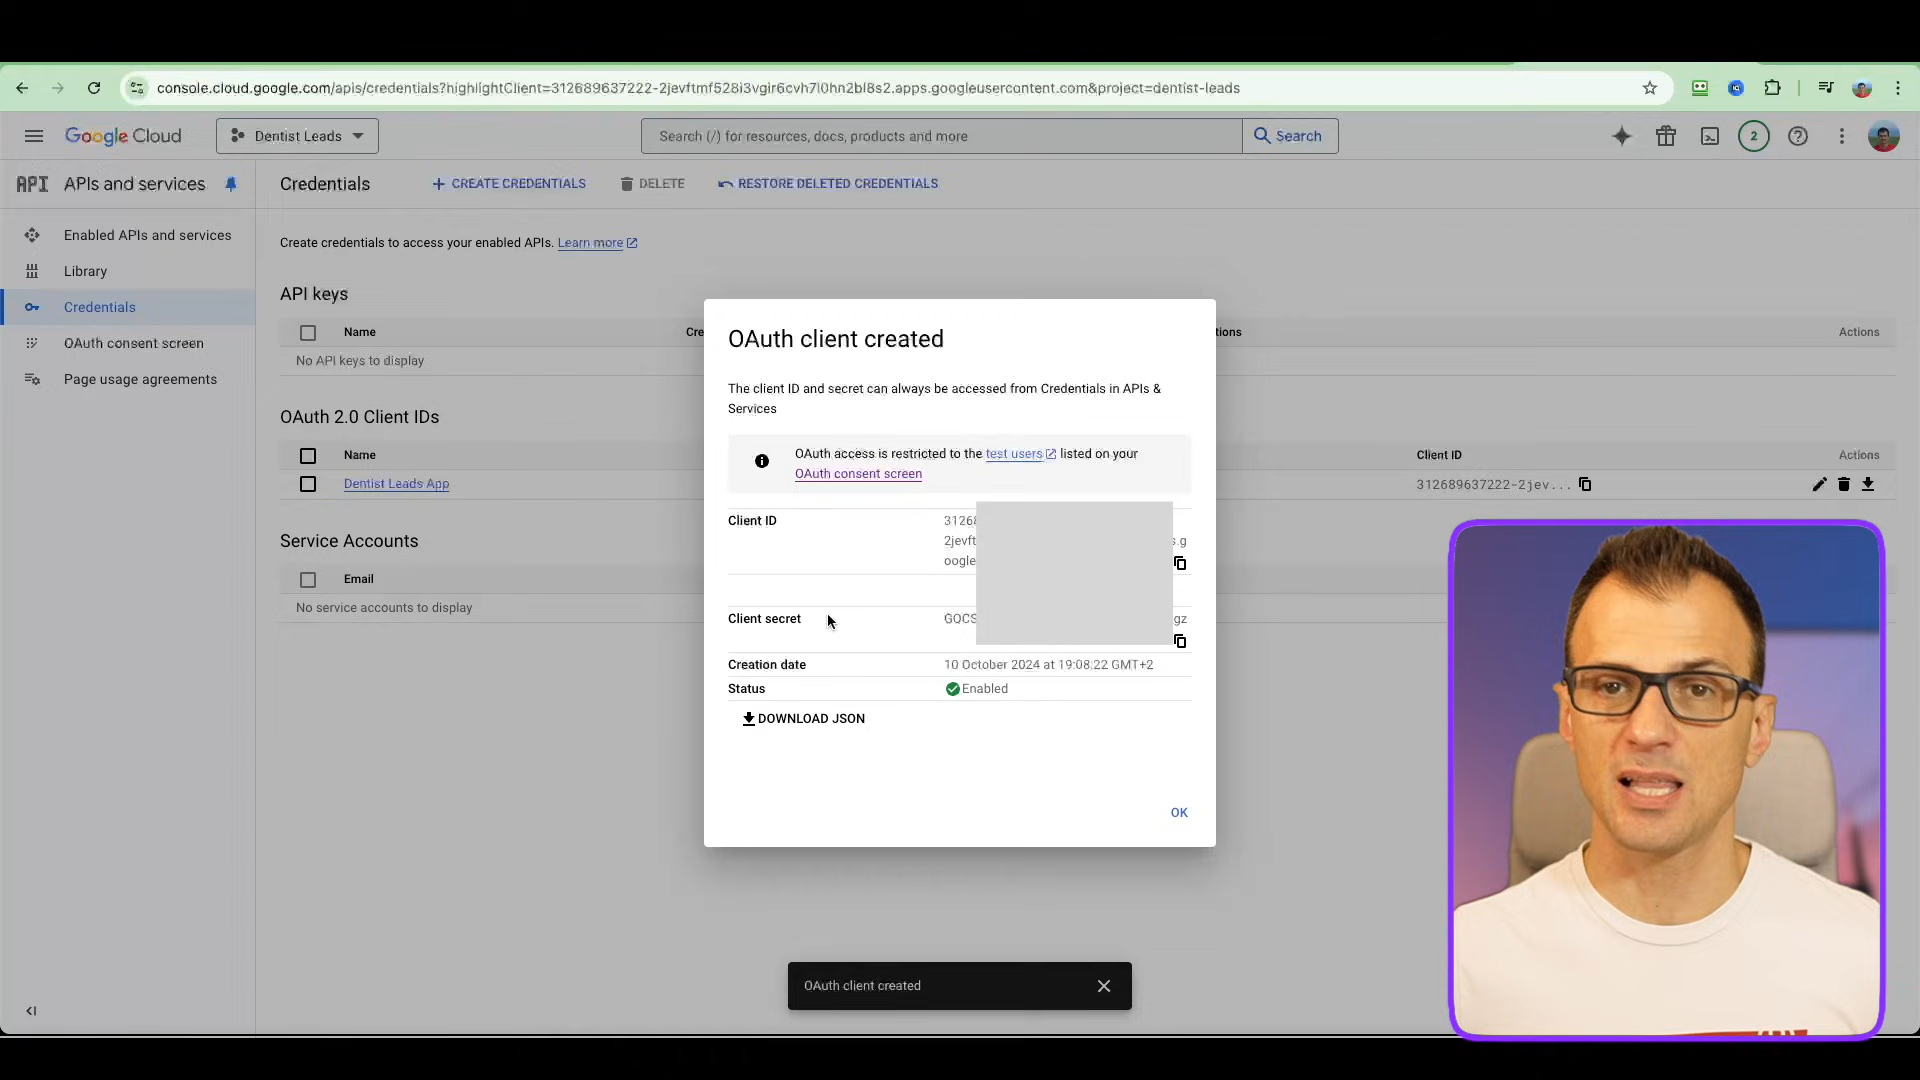 console.cloud.google.com/apis/credentials?highlightClient=312689637222-2jevftmf528i3vgir6cvh7l0hn2bl8s2.apps.googleusercontent.com&project=dentist-leads
Google Cloud
Dentist Leads
Search (/) for resources, docs, products and more
Search
2
API APIs and services
Credentials
CREATE CREDENTIALS
DELETE
RESTORE DELETED CREDENTIALS
Enabled APIs and services
Library
Credentials
OAuth consent screen
Page usage agreements
Create credentials to access your enabled APIs. Learn more
API keys
Name
Cre
tions
Actions
No API keys to display
OAuth 2.0 Client IDs
Name
Client ID
Actions
Dentist Leads App
312689637222-2jev...
Service Accounts
Email
No service accounts to display
OAuth client created
The client ID and secret can always be accessed from Credentials in APIs &
Services
OAuth access is restricted to the test users listed on your
OAuth consent screen
Client ID
3126
2jevft s.g
oogle
Client secret
GOCS gz
Creation date
10 October 2024 at 19:08:22 GMT+2
Status
Enabled
DOWNLOAD JSON
OK
OAuth client created